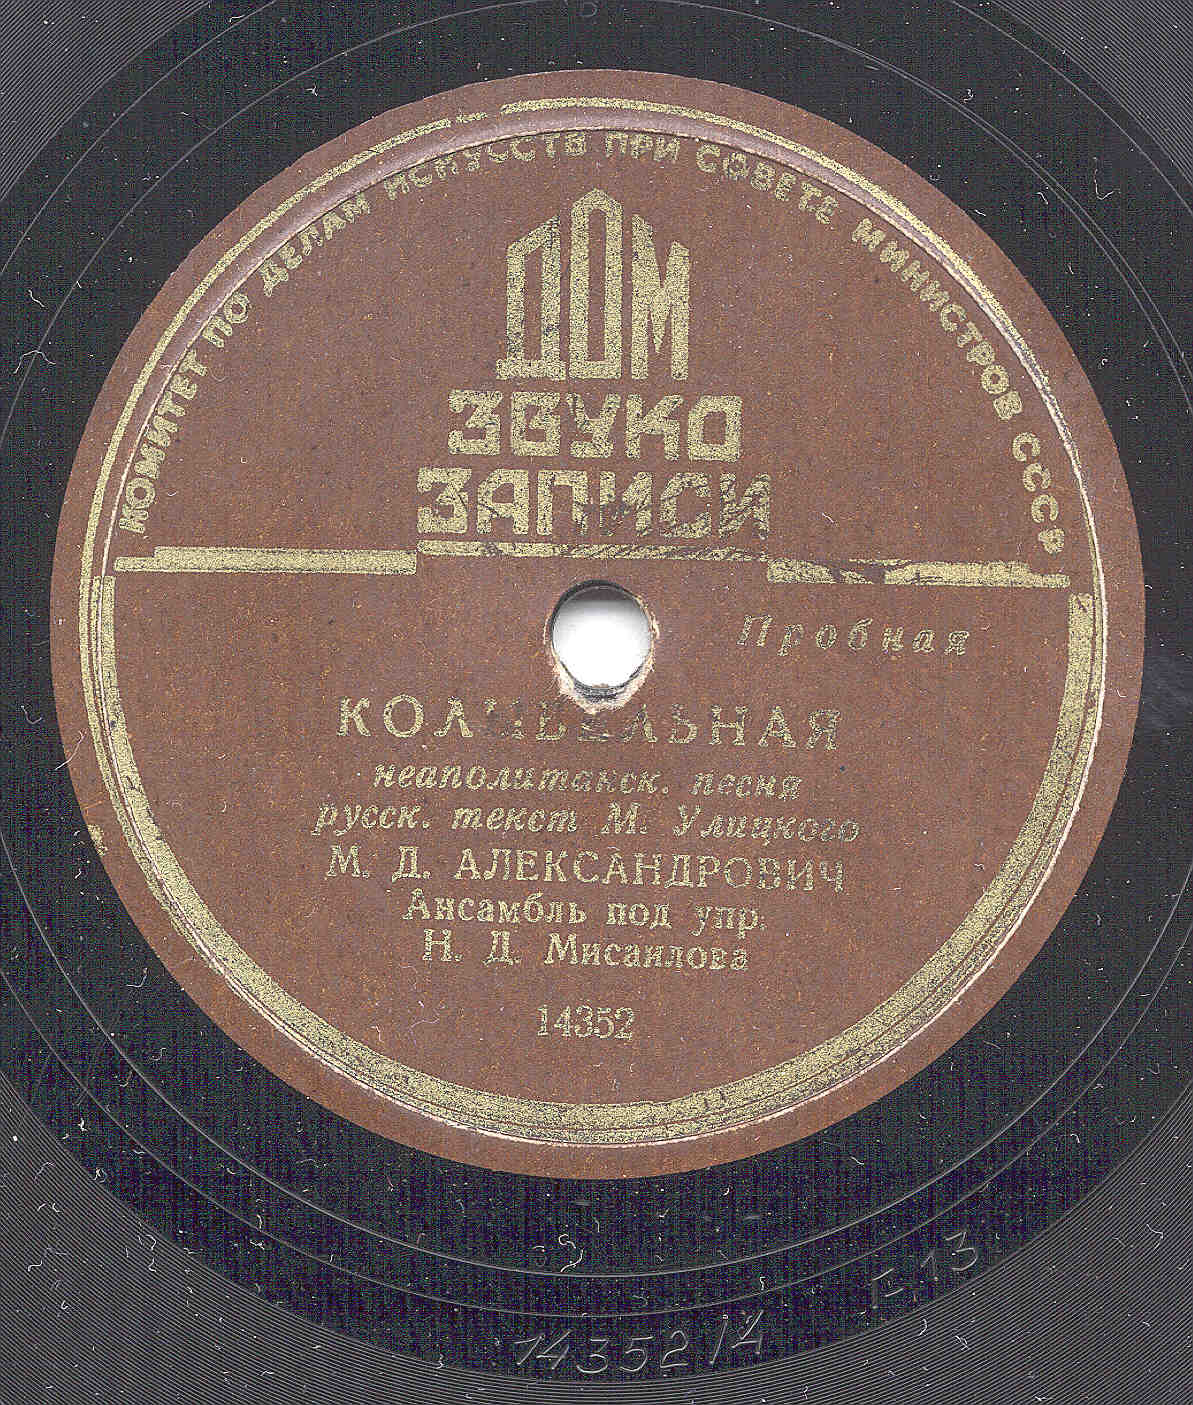 КОМИТЕТ ПО ДЕЛАМ ИСКУССТВ ПРИ СОВЕТЕ МИНИСТРОВ СССР
ДОМ
ЗВУКО
ЗАПИСИ
Пробная
КОЛЫБЕЛЬНАЯ
неаполитанск. песня
русск. текст М. Улицкого
М. Д. АЛЕКСАНДРОВИЧ
Ансамбль под упр.
Н. Д. Мисаилова
14352
14352/4
Г-13